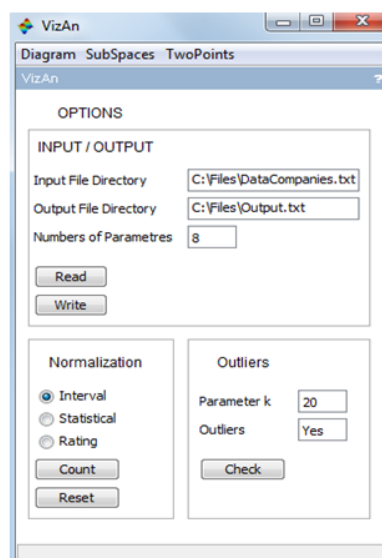 VizAn
Diagram SubSpaces TwoPoints
VizAn ?
OPTIONS
INPUT / OUTPUT
Input File Directory C:\Files\DataCompanies.txt
Output File Directory C:\Files\Output.txt
Numbers of Parametres 8
Read
Write
Normalization
Interval
Statistical
Rating
Count
Reset
Outliers
Parameter k 20
Outliers Yes
Check